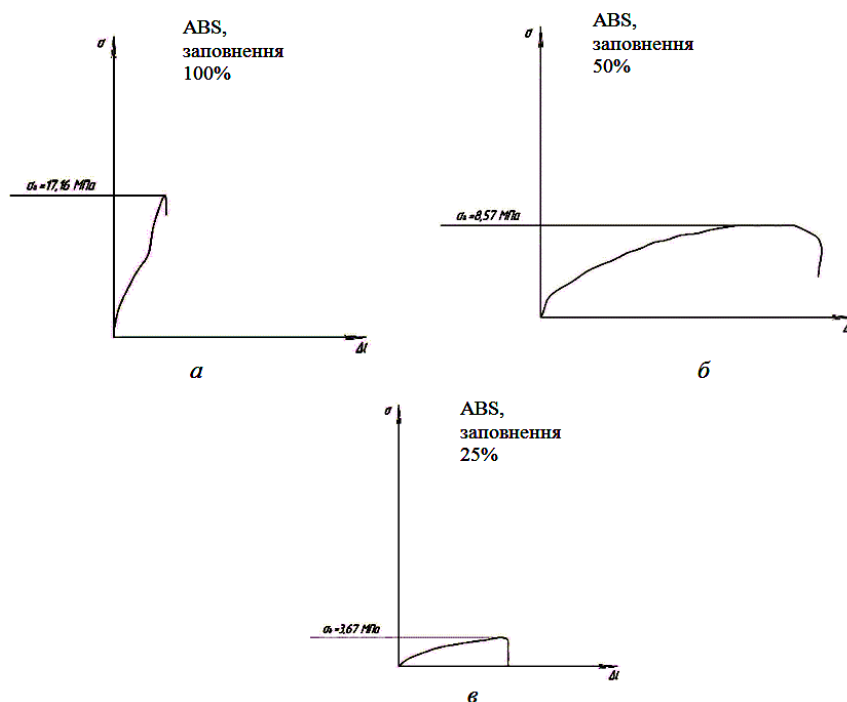 ABS,
заповнення
100%
σ
σв=17,16 МПа
Δl
а
ABS,
заповнення
50%
σ
σв=8,57 МПа
Δ
б
ABS,
заповнення
25%
σ
σв=3,67 МПа
Δl
в